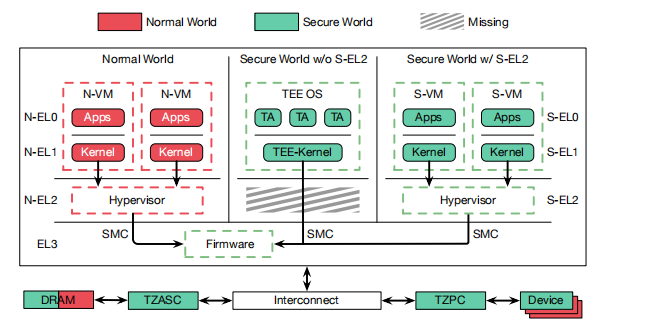 Normal World
Secure World
Missing
Normal World
Secure World w/o S-EL2
Secure World w/ S-EL2
N-VM
N-VM
TEE OS
S-VM
S-VM
N-EL0
Apps
Apps
TA
TA
TA
Apps
Apps
S-EL0
N-EL1
Kernel
Kernel
TEE-Kernel
Kernel
Kernel
S-EL1
N-EL2
Hypervisor
Hypervisor
S-EL2
EL3
SMC
Firmware
SMC
SMC
DRAM
TZASC
Interconnect
TZPC
Device